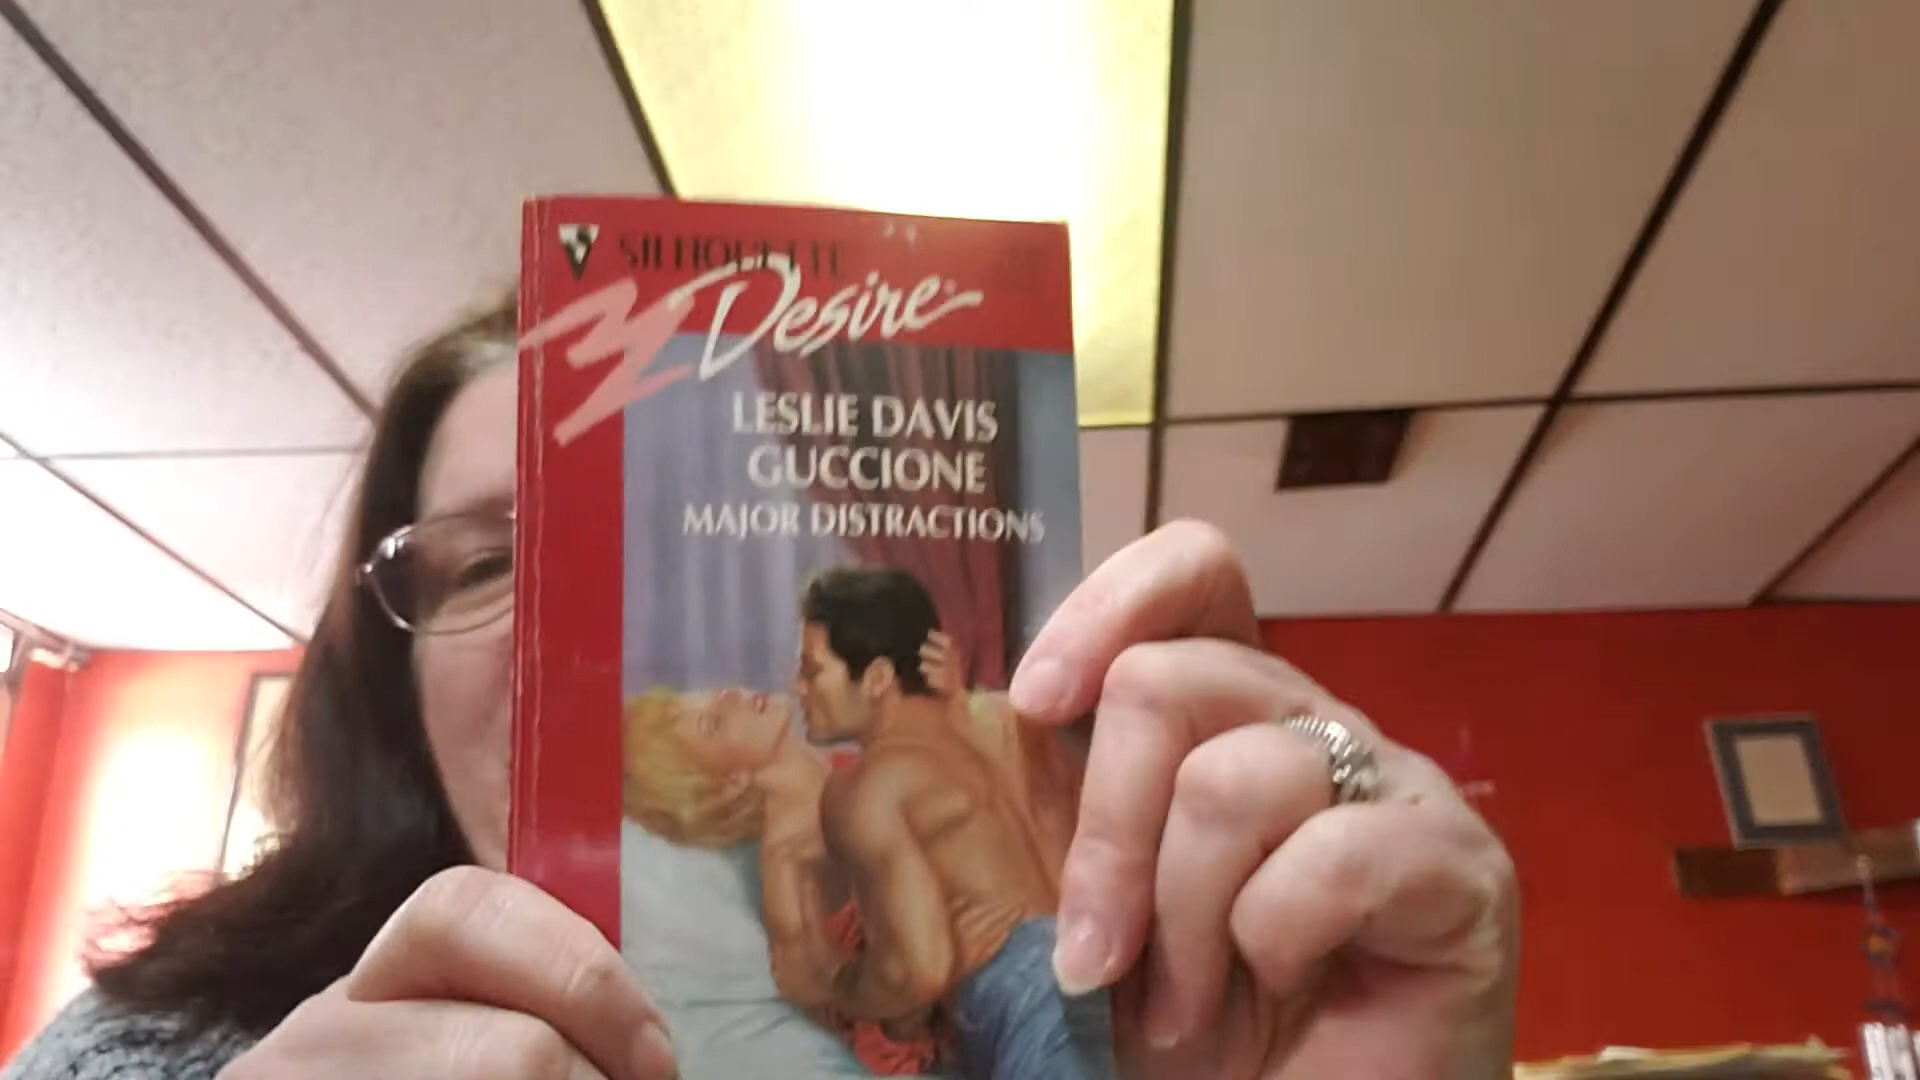 SILHOUETTE
Desire
LESLIE DAVIS
GUCCIONE
MAJOR DISTRACTIONS